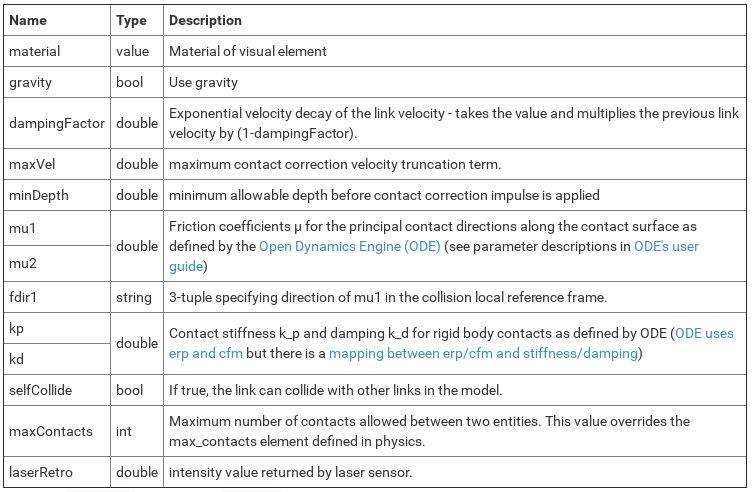 Name Type Description
material value Material of visual element
gravity bool Use gravity
dampingFactor double Exponential velocity decay of the link velocity - takes the value and multiplies the previous link
velocity by (1-dampingFactor).
maxVel double maximum contact correction velocity truncation term.
minDepth double minimum allowable depth before contact correction impulse is applied
mu1
mu2
double
Friction coefficients μ for the principal contact directions along the contact surface as
defined by the Open Dynamics Engine (ODE) (see parameter descriptions in ODE's user
guide)
fdir1 string 3-tuple specifying direction of mu1 in the collision local reference frame.
kp
kd
double
Contact stiffness k_p and damping k_d for rigid body contacts as defined by ODE (ODE uses
erp and cfm but there is a mapping between erp/cfm and stiffness/damping)
selfCollide bool If true, the link can collide with other links in the model.
maxContacts int Maximum number of contacts allowed between two entities. This value overrides the
max_contacts element defined in physics.
laserRetro double intensity value returned by laser sensor.